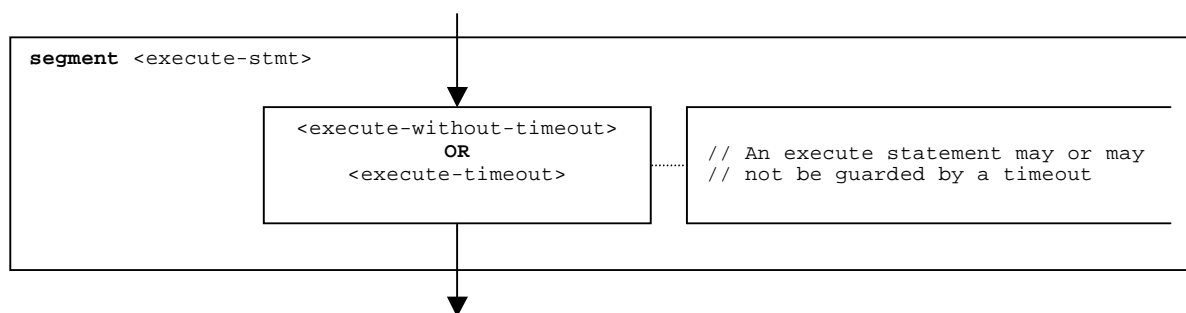 segment <execute-stmt>
<execute-without-timeout>
OR
<execute-timeout>
// An execute statement may or may
// not be guarded by a timeout